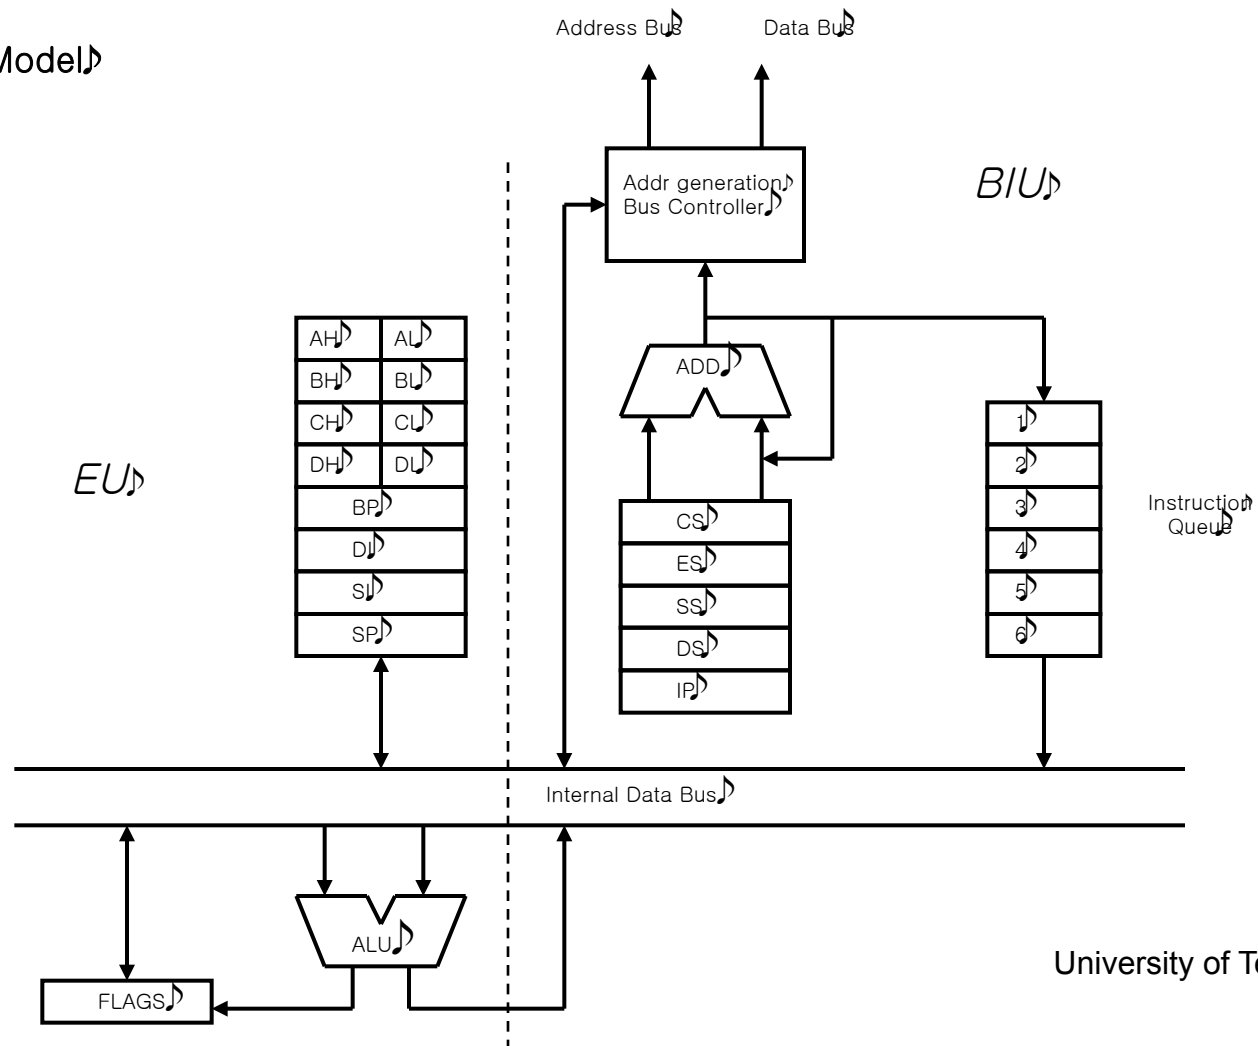 Address Bus
Data Bus
Model
Addr generation
Bus Controller
BIU
AH
AL
ADD
BH
BL
CH
CL
1
DH
DL
2
EU
BP
3
Instruction
Queue
CS
DI
4
ES
SI
5
SS
SP
6
DS
IP
Internal Data Bus
ALU
University of
FLAGS